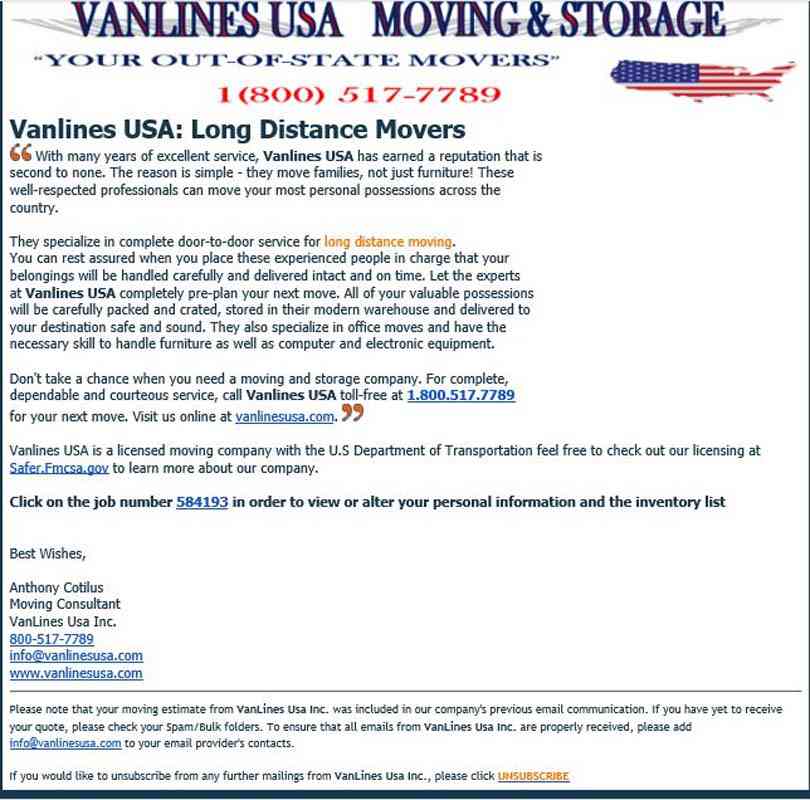 VANLINES USA MOVING & STORAGE
"YOUR OUT-OF-STATE MOVERS"
1(800) 517-7789
Vanlines USA: Long Distance Movers
“ With many years of excellent service, Vanlines USA has earned a reputation that is
second to none. The reason is simple - they move families, not just furniture! These
well-respected professionals can move your most personal possessions across the
country.
They specialize in complete door-to-door service for long distance moving.
You can rest assured when you place these experienced people in charge that your
belongings will be handled carefully and delivered intact and on time. Let the experts
at Vanlines USA completely pre-plan your next move. All of your valuable possessions
will be carefully packed and crated, stored in their modern warehouse and delivered to
your destination safe and sound. They also specialize in office moves and have the
necessary skill to handle furniture as well as computer and electronic equipment.
Don't take a chance when you need a moving and storage company. For complete,
dependable and courteous service, call Vanlines USA toll-free at 1.800.517.7789
for your next move. Visit us online at vanlinesusa.com. ”
Vanlines USA is a licensed moving company with the U.S Department of Transportation feel free to check out our licensing at
Safer.Fmcsa.gov to learn more about our company.
Click on the job number 584193 in order to view or alter your personal information and the inventory list
Best Wishes,
Anthony Cotilus
Moving Consultant
VanLines Usa Inc.
800-517-7789
info@vanlinesusa.com
www.vanlinesusa.com
Please note that your moving estimate from VanLines Usa Inc. was included in our company's previous email communication. If you have yet to receive
your quote, please check your Spam/Bulk folders. To ensure that all emails from VanLines Usa Inc. are properly received, please add
info@vanlinesusa.com to your email provider's contacts.
If you would like to unsubscribe from any further mailings from VanLines Usa Inc., please click UNSUBSCRIBE